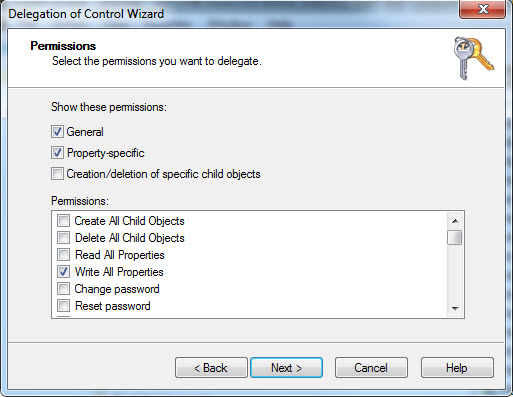 Delegation of Control Wizard
Permissions
Select the permissions you want to delegate.
Show these permissions:
General
Property-specific
Creation/deletion of specific child objects
Permissions:
Create All Child Objects
Delete All Child Objects
Read All Properties
Write All Properties
Change password
Reset password
< Back
Next >
Cancel
Help